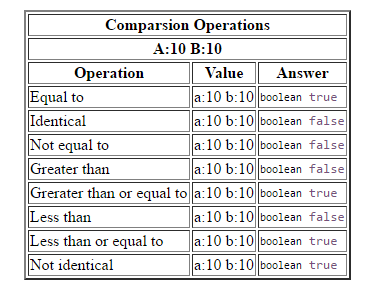 Comparsion Operations
A:10 B:10
Operation Value Answer
Equal to a:10 b:10 boolean true
Identical a:10 b:10 boolean false
Not equal to a:10 b:10 boolean false
Greater than a:10 b:10 boolean false
Grerater than or equal to a:10 b:10 boolean true
Less than a:10 b:10 boolean false
Less than or equal to a:10 b:10 boolean true
Not identical a:10 b:10 boolean true